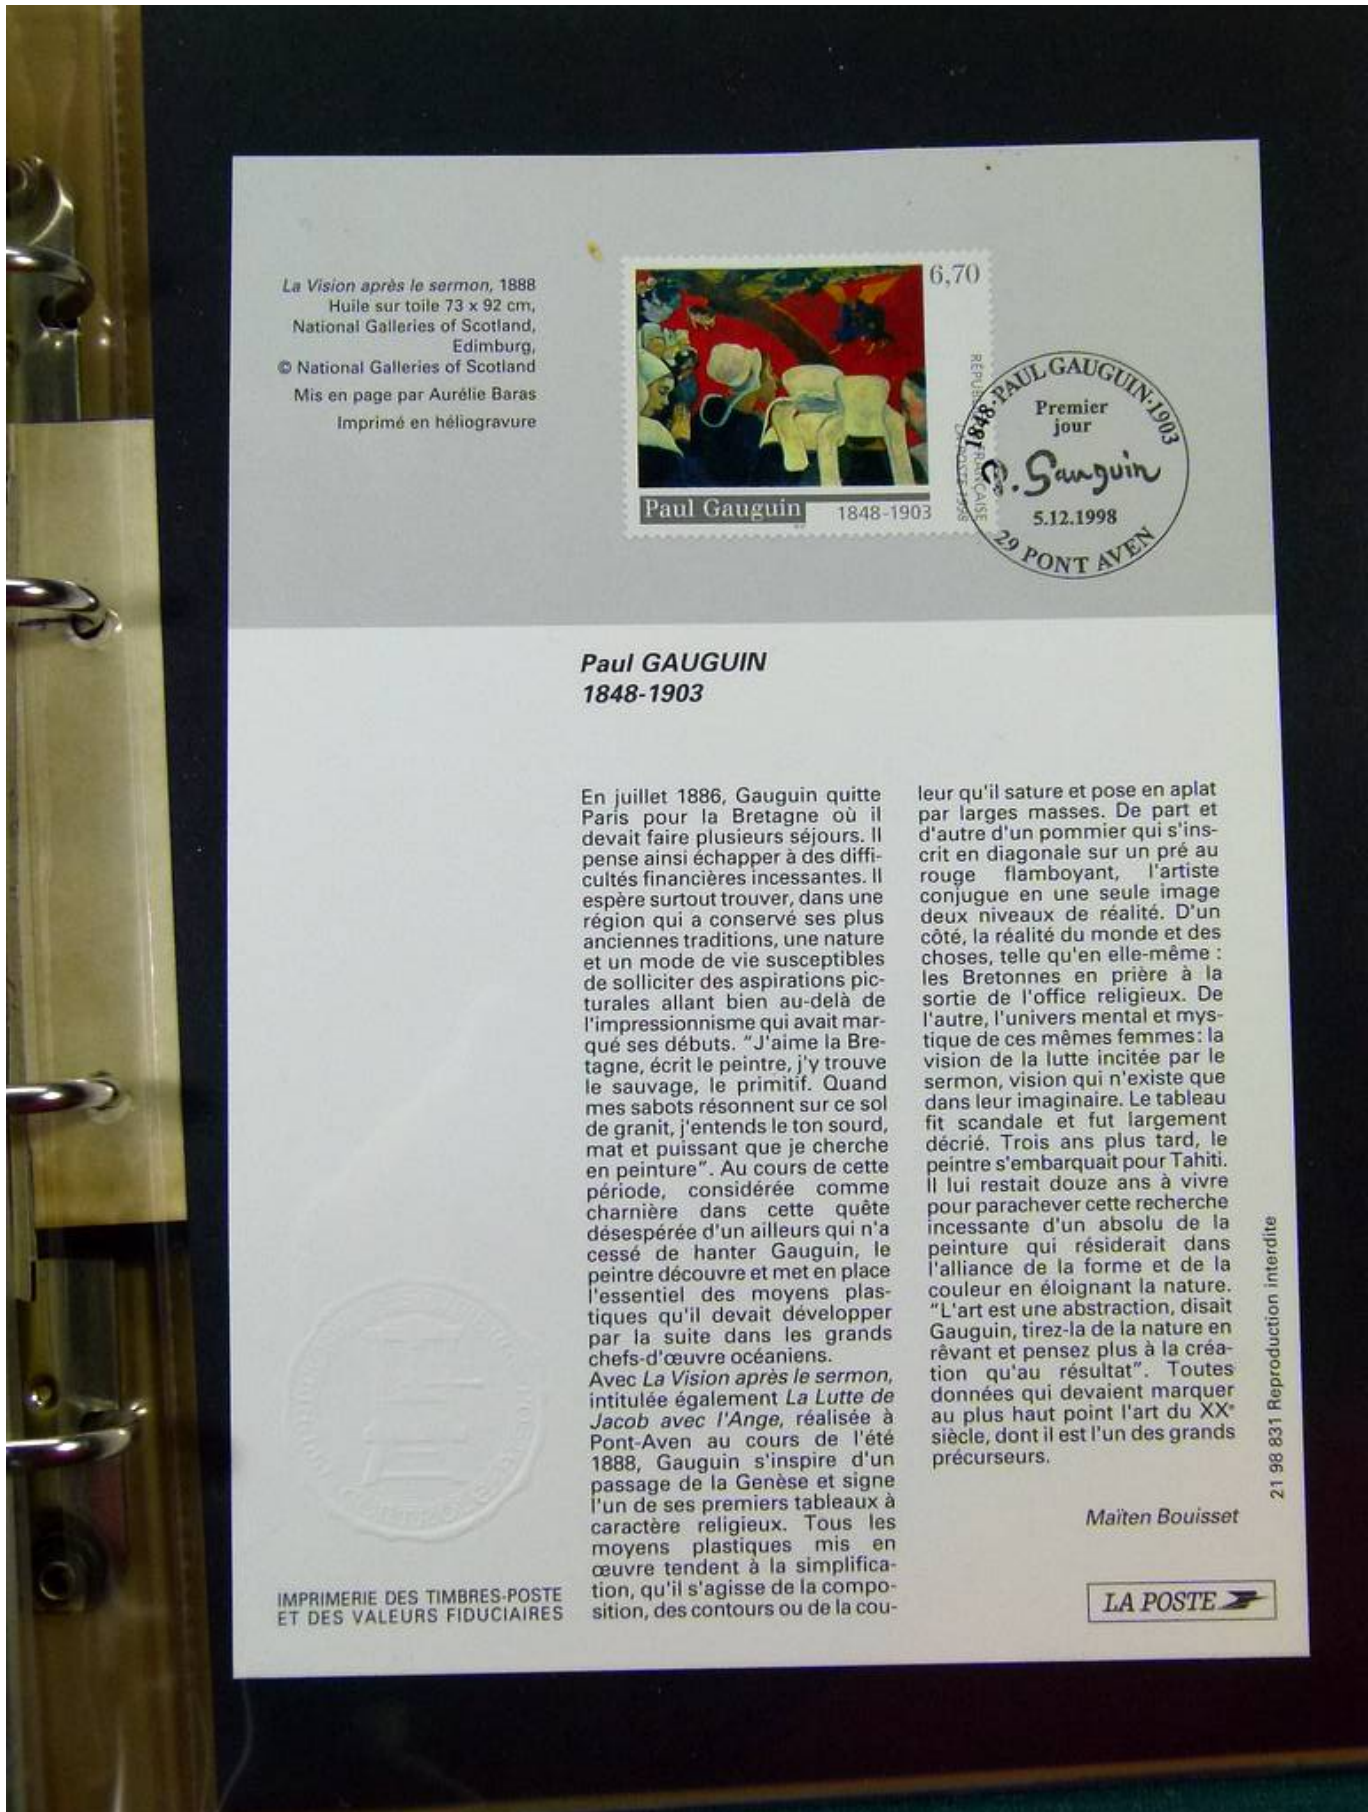 La Vision après le sermon, 1888
Huile sur toile 73 x 92 cm,
National Galleries of Scotland,
Edimburg,
© National Galleries of Scotland
Mis en page par Aurélie Baras
Imprimé en héliogravure
6,70
RÉPUBLIQUE FRANÇAISE
LA POSTE 1998
Paul Gauguin 1848-1903
1848·PAUL GAUGUIN·1903
Premier
jour
P. Gauguin
5.12.1998
29 PONT AVEN
Paul GAUGUIN
1848-1903
En juillet 1886, Gauguin quitte
Paris pour la Bretagne où il
devait faire plusieurs séjours. Il
pense ainsi échapper à des diffi-
cultés financières incessantes. Il
espère surtout trouver, dans une
région qui a conservé ses plus
anciennes traditions, une nature
et un mode de vie susceptibles
de solliciter des aspirations pic-
turales allant bien au-delà de
l'impressionnisme qui avait mar-
qué ses débuts. "J'aime la Bre-
tagne, écrit le peintre, j'y trouve
le sauvage, le primitif. Quand
mes sabots résonnent sur ce sol
de granit, j'entends le ton sourd,
mat et puissant que je cherche
en peinture". Au cours de cette
période, considérée comme
charnière dans cette quête
désespérée d'un ailleurs qui n'a
cessé de hanter Gauguin, le
peintre découvre et met en place
l'essentiel des moyens plas-
tiques qu'il devait développer
par la suite dans les grands
chefs-d'œuvre océaniens.
Avec La Vision après le sermon,
intitulée également La Lutte de
Jacob avec l'Ange, réalisée à
Pont-Aven au cours de l'été
1888, Gauguin s'inspire d'un
passage de la Genèse et signe
l'un de ses premiers tableaux à
caractère religieux. Tous les
moyens plastiques mis en
œuvre tendent à la simplifica-
tion, qu'il s'agisse de la compo-
sition, des contours ou de la cou-
leur qu'il sature et pose en aplat
par larges masses. De part et
d'autre d'un pommier qui s'ins-
crit en diagonale sur un pré au
rouge flamboyant, l'artiste
conjugue en une seule image
deux niveaux de réalité. D'un
côté, la réalité du monde et des
choses, telle qu'en elle-même :
les Bretonnes en prière à la
sortie de l'office religieux. De
l'autre, l'univers mental et mys-
tique de ces mêmes femmes: la
vision de la lutte incitée par le
sermon, vision qui n'existe que
dans leur imaginaire. Le tableau
fit scandale et fut largement
décrié. Trois ans plus tard, le
peintre s'embarquait pour Tahiti.
Il lui restait douze ans à vivre
pour parachever cette recherche
incessante d'un absolu de la
peinture qui résiderait dans
l'alliance de la forme et de la
couleur en éloignant la nature.
"L'art est une abstraction, disait
Gauguin, tirez-la de la nature en
rêvant et pensez plus à la créa-
tion qu'au résultat". Toutes
données qui devaient marquer
au plus haut point l'art du XXe
siècle, dont il est l'un des grands
précurseurs.
Maïten Bouisset
21 98 831 Reproduction interdite
IMPRIMERIE DES TIMBRES-POSTE
ET DES VALEURS FIDUCIAIRES
LA POSTE